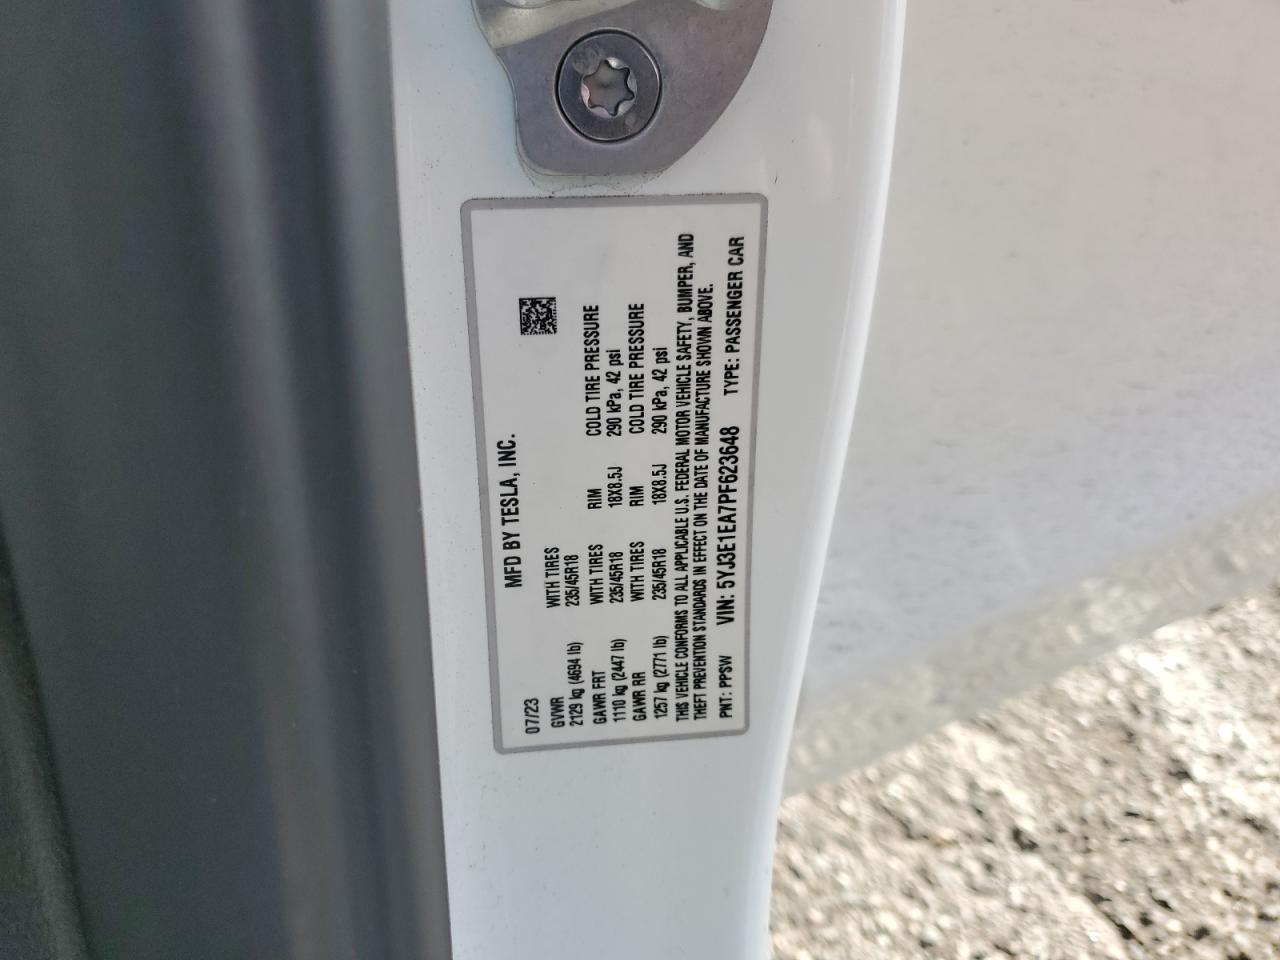 MFD BY TESLA, INC.
07/23
GVWR WITH TIRES
2129 kg (4694 lb) 235/45R18
GAWR FRT WITH TIRES RIM COLD TIRE PRESSURE
1110 kg (2447 lb) 235/45R18 18X8.5J 290 kPa, 42 psi
GAWR RR WITH TIRES RIM COLD TIRE PRESSURE
1257 kg (2771 lb) 235/45R18 18X8.5J 290 kPa, 42 psi
THIS VEHICLE CONFORMS TO ALL APPLICABLE U.S. FEDERAL MOTOR VEHICLE SAFETY, BUMPER, AND
THEFT PREVENTION STANDARDS IN EFFECT ON THE DATE OF MANUFACTURE SHOWN ABOVE.
PNT: PPSW VIN: 5YJ3E1EA7PF623648 TYPE: PASSENGER CAR